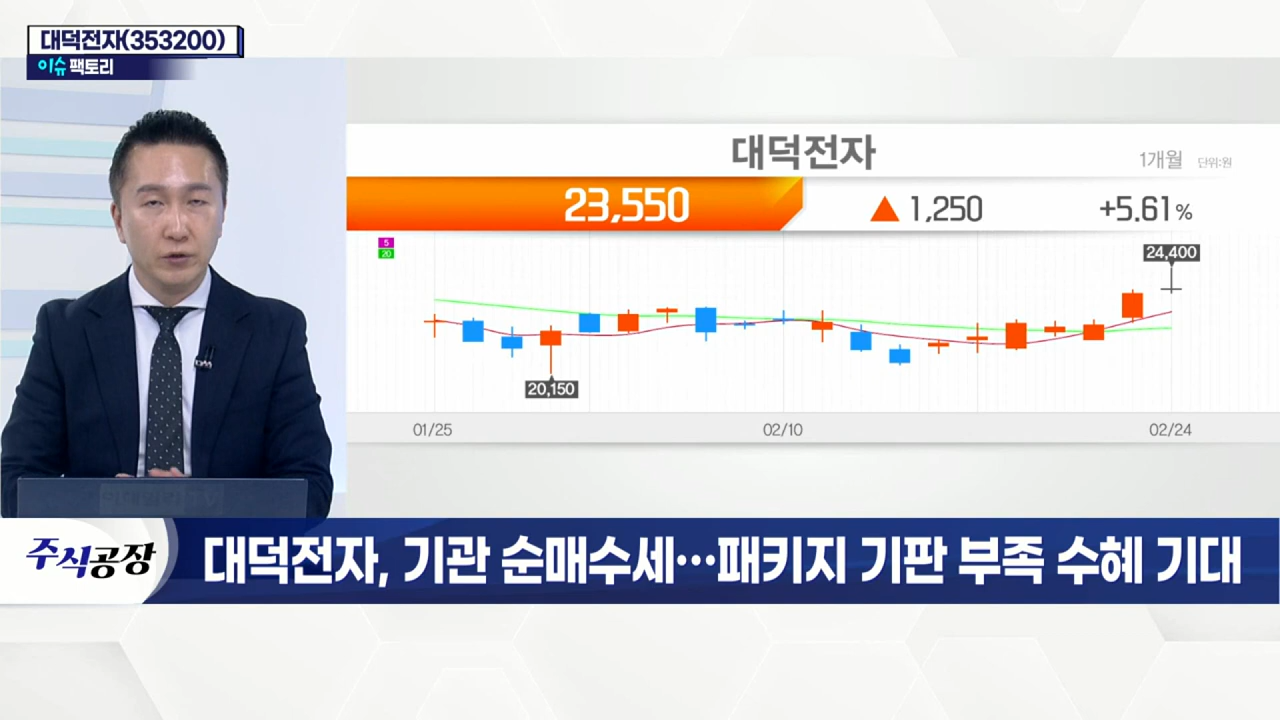 대덕전자(353200)
이슈 팩토리
대덕전자
1개월 단위:원
23,550 ▲ 1,250 +5.61%
5
20
24,400
20,150
01/25 02/10 02/24
주식공장
대덕전자, 기관 순매수세…패키지 기판 부족 수혜 기대